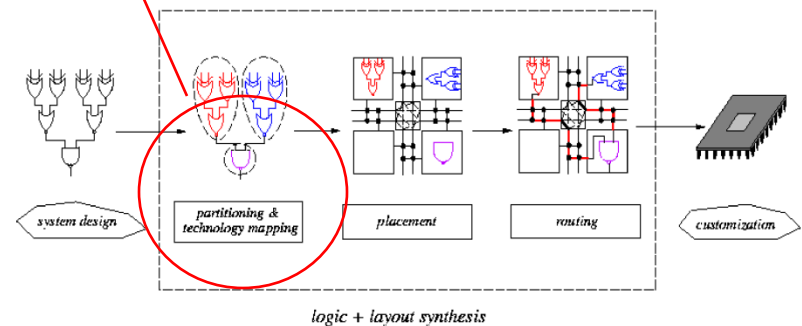 system design
partitioning &
technology mapping
placement
routing
customization
logic + layout synthesis